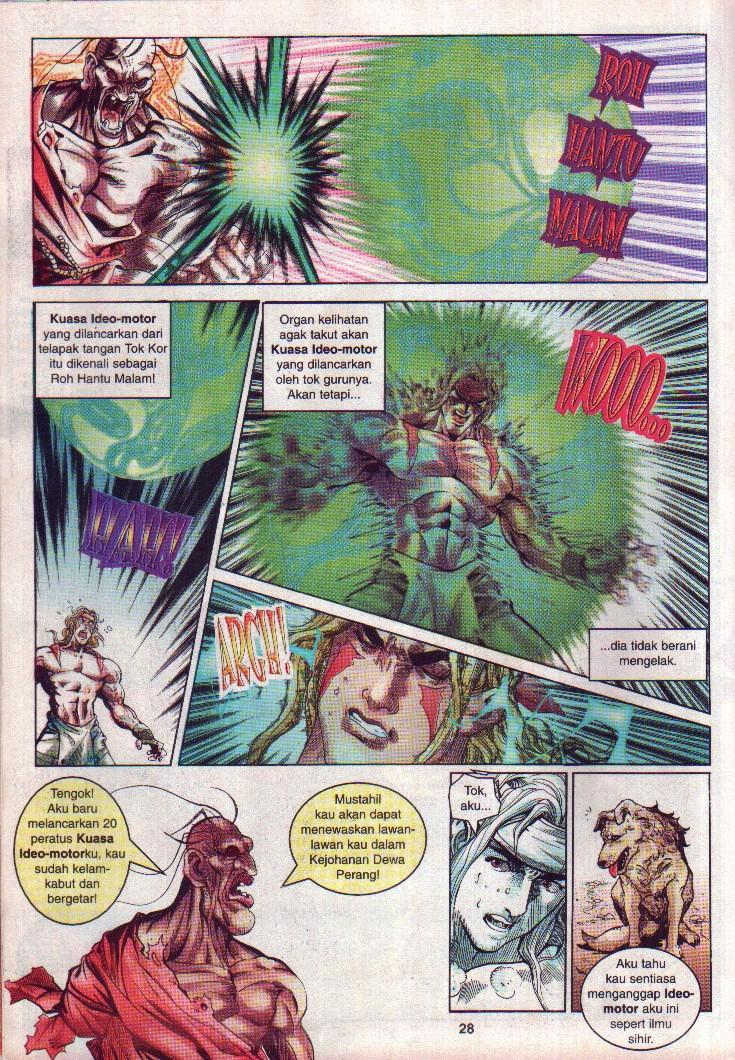 ROH
HANTU
MALAM
Kuasa Ideo-motor
yang dilancarkan dari
telapak tangan Tok Kor
itu dikenali sebagai
Roh Hantu Malam!
Organ kelihatan
agak takut akan
Kuasa Ideo-motor
yang dilancarkan
oleh tok gurunya.
Akan tetapi...
WOOO...
HAH!
...dia tidak berani
mengelak.
ARGH!
Tengok!
Aku baru
melancarkan 20
peratus Kuasa
Ideo-motorku, kau
sudah kelam-
kabut dan
bergetar!
Mustahil
kau akan dapat
menewaskan lawan-
lawan kau dalam
Kejohanan Dewa
Perang!
Tok,
aku...
Aku tahu
kau sentiasa
menganggap Ideo-
motor aku ini
sepert ilmu
sihir.
28